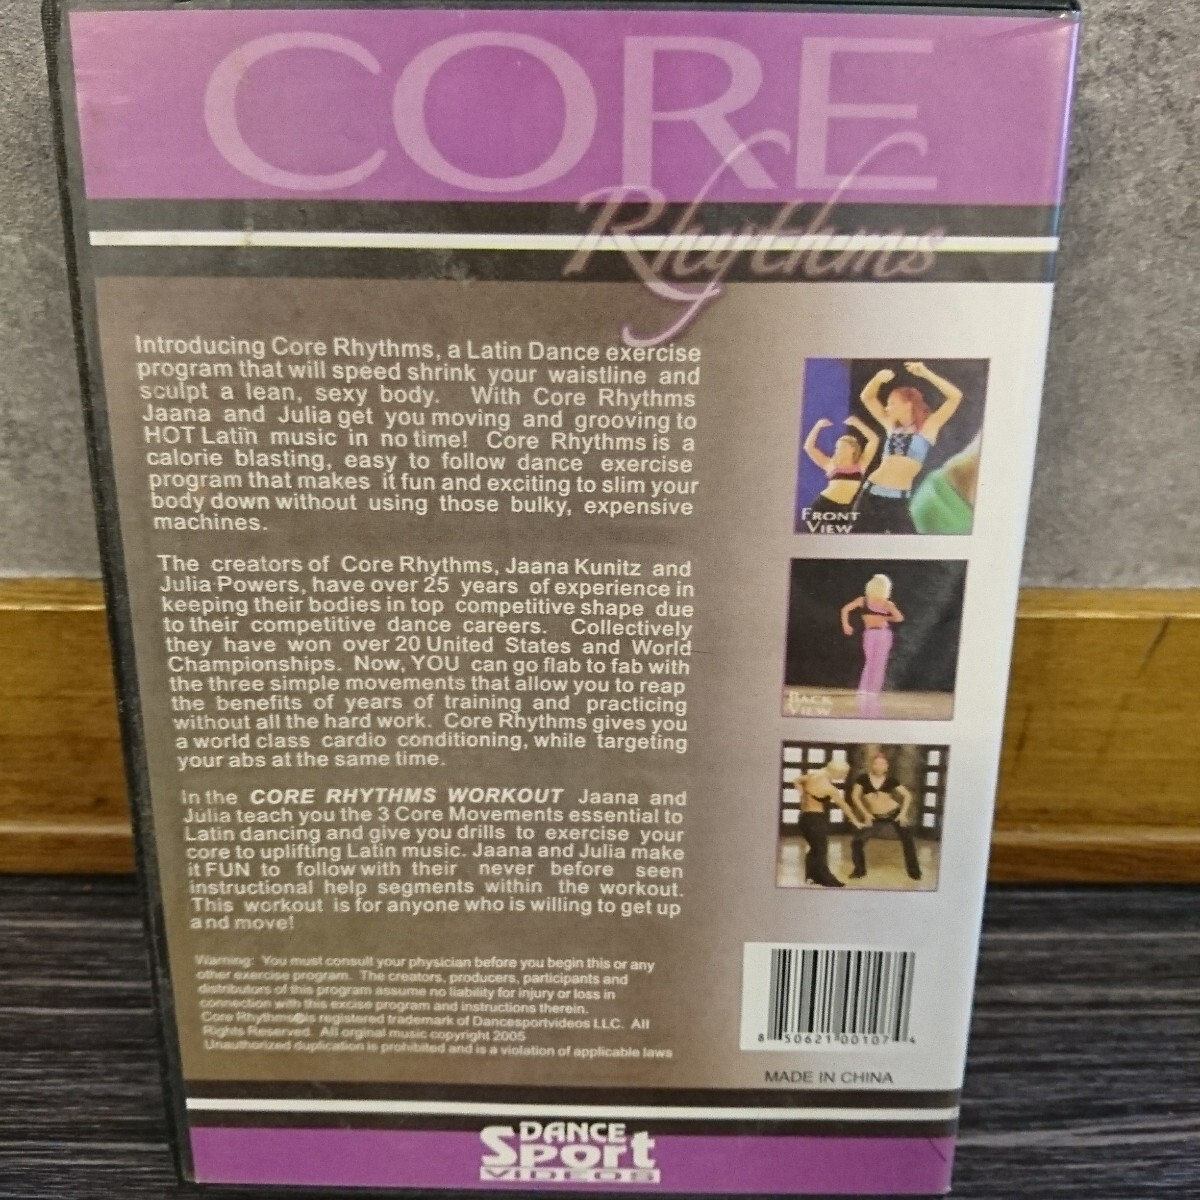 CORE
Rhythms
Introducing Core Rhythms, a Latin Dance exercise
program that will speed shrink your waistline and
sculpt a lean, sexy body. With Core Rhythms
Jaana and Julia get you moving and grooving to
HOT Latin music in no time! Core Rhythms is a
calorie blasting, easy to follow dance exercise
program that makes it fun and exciting to slim your
body down without using those bulky, expensive
machines.
The creators of Core Rhythms, Jaana Kunitz and
Julia Powers, have over 25 years of experience in
keeping their bodies in top competitive shape due
to their competitive dance careers. Collectively
they have won over 20 United States and World
Championships. Now, YOU can go flab to fab with
the three simple movements that allow you to reap
the benefits of years of training and practicing
without all the hard work. Core Rhythms gives you
a world class cardio conditioning, while targeting
your abs at the same time.
In the CORE RHYTHMS WORKOUT Jaana and
Julia teach you the 3 Core Movements essential to
Latin dancing and give you drills to exercise your
core to uplifting Latin music. Jaana and Julia make
it FUN to follow with their never before seen
instructional help segments within the workout.
This workout is for anyone who is willing to get up
and move!
Warning: You must consult your physician before you begin this or any
other exercise program. The creators, producers, participants and
distributors of this program assume no liability for injury or loss in
connection with this excise program and instructions therein.
Core Rhythms® is registered trademark of Dancesportvideos LLC. All
Rights Reserved. All orginal music copyright 2005
Unauthorized duplication is prohibited and is a violation of applicable laws
FRONT
VIEW
BACK
VIEW
8 50621 00107 4
MADE IN CHINA
DANCE
Sport
VIDEOS